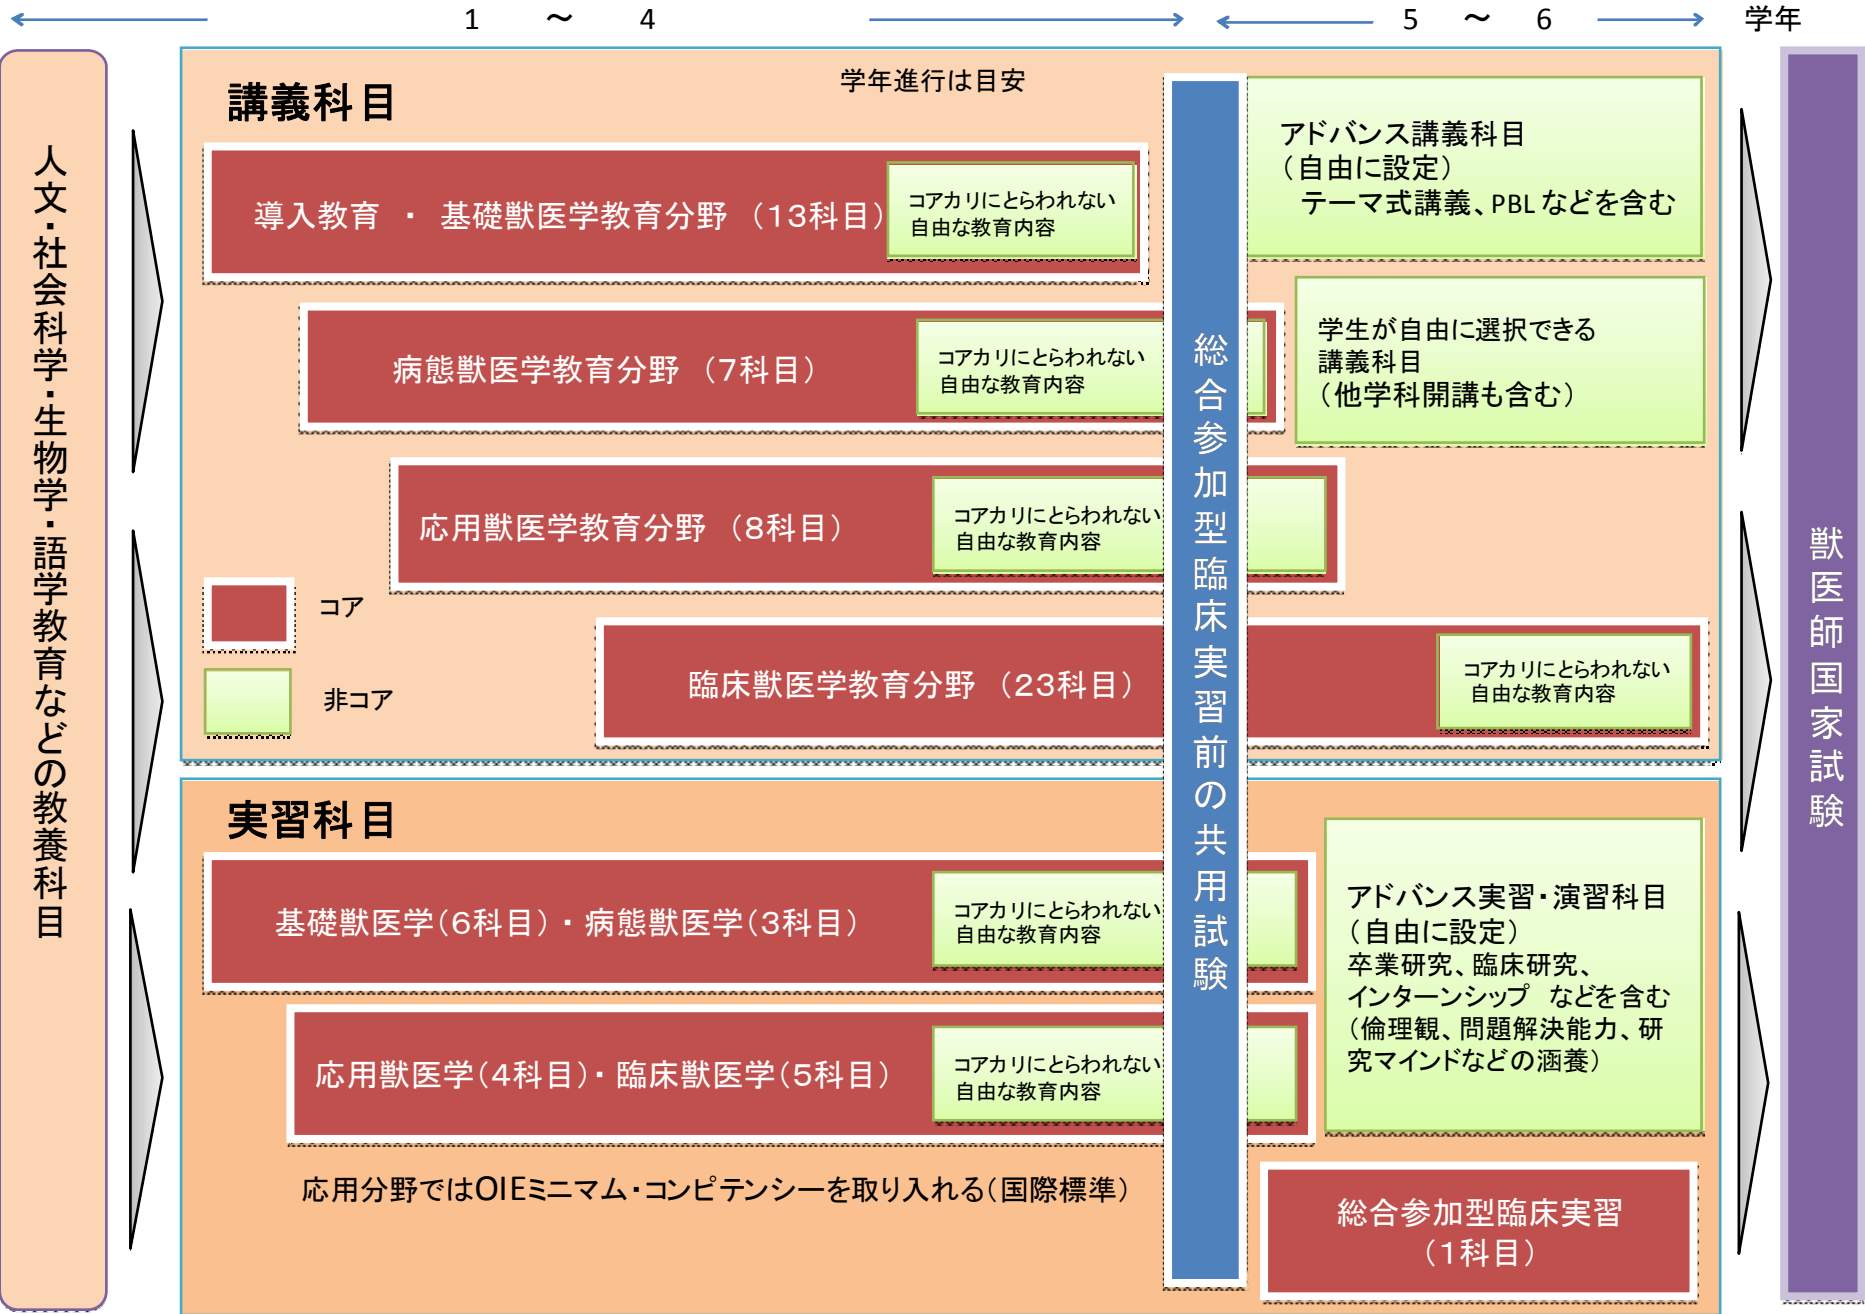 1 ～ 4
5 ～ 6
学年
人文・社会科学・生物学・語学教育などの教養科目
講義科目
学年進行は目安
導入教育 ・ 基礎獣医学教育分野 （13科目）
コアカリにとらわれない
自由な教育内容
病態獣医学教育分野 （7科目）
コアカリにとらわれない
自由な教育内容
応用獣医学教育分野 （8科目）
コアカリにとらわれない
自由な教育内容
臨床獣医学教育分野 （23科目）
コアカリにとらわれない
自由な教育内容
コア
非コア
アドバンス講義科目
（自由に設定）
テーマ式講義、PBLなどを含む
学生が自由に選択できる
講義科目
（他学科開講も含む）
総合参加型臨床実習前の共用試験
実習科目
基礎獣医学（6科目）・病態獣医学（3科目）
コアカリにとらわれない
自由な教育内容
応用獣医学（4科目）・臨床獣医学（5科目）
コアカリにとらわれない
自由な教育内容
応用分野ではOIEミニマム・コンピテンシーを取り入れる（国際標準）
アドバンス実習・演習科目
（自由に設定）
卒業研究、臨床研究、
インターンシップ などを含む
（倫理観、問題解決能力、研
究マインドなどの涵養）
総合参加型臨床実習
（1科目）
獣医師国家試験